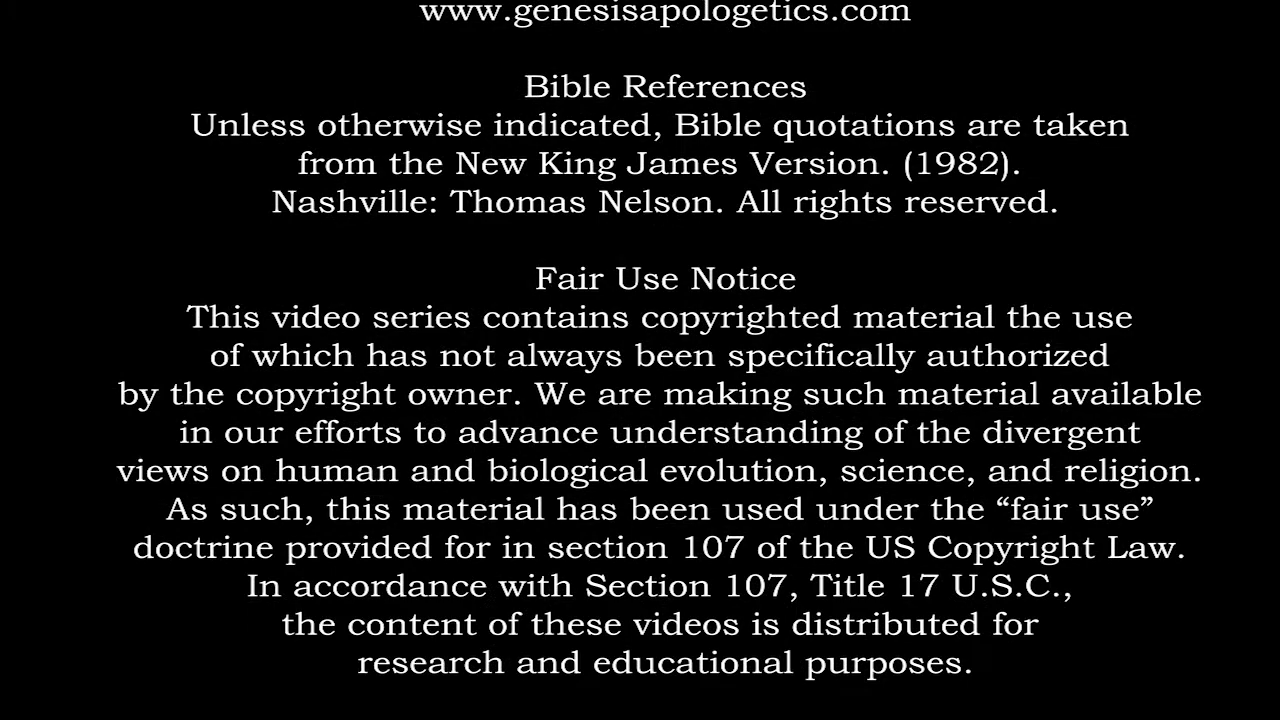 www.genesisapologetics.com
Bible References
Unless otherwise indicated, Bible quotations are taken
from the New King James Version. (1982).
Nashville: Thomas Nelson. All rights reserved.
Fair Use Notice
This video series contains copyrighted material the use
of which has not always been specifically authorized
by the copyright owner. We are making such material available
in our efforts to advance understanding of the divergent
views on human and biological evolution, science, and religion.
As such, this material has been used under the “fair use”
doctrine provided for in section 107 of the US Copyright Law.
In accordance with Section 107, Title 17 U.S.C.,
the content of these videos is distributed for
research and educational purposes.